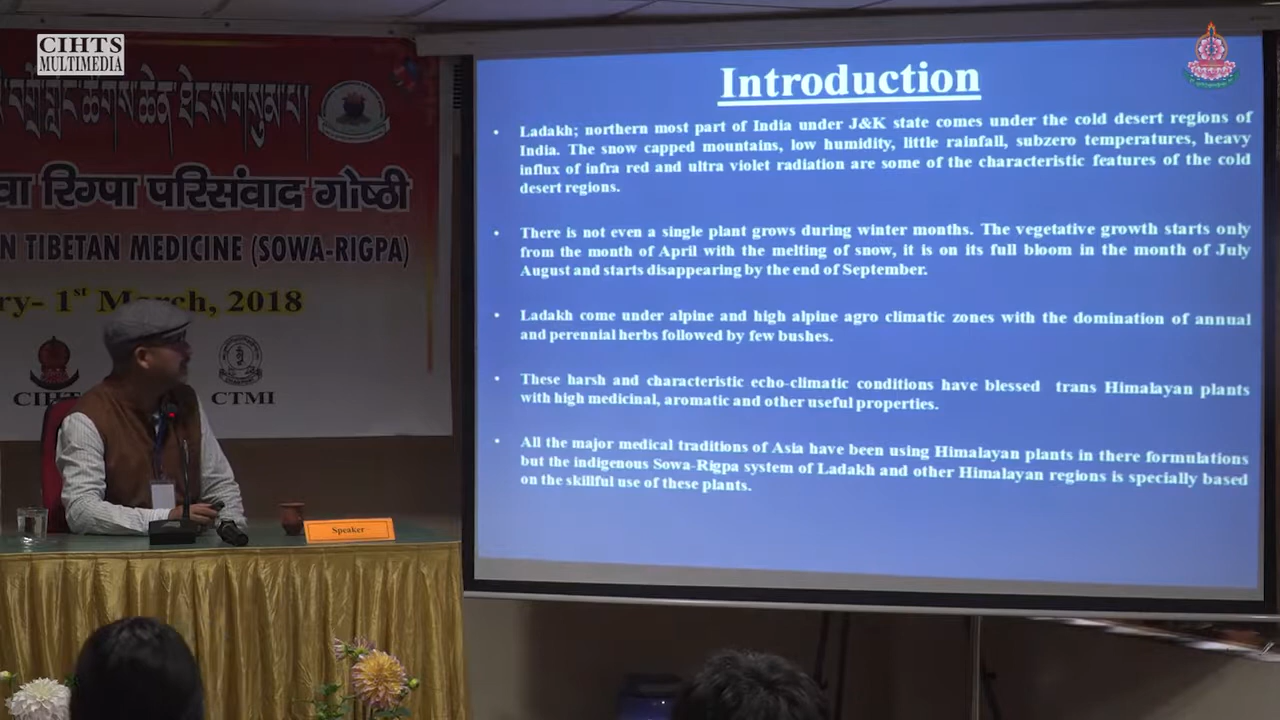 CIHTS
MULTIMEDIA
རིགས་ཆེན་ཐེངས་གསུམ་པ།
रिग्पा परिसंवाद गोष्ठी
N TIBETAN MEDICINE (SOWA-RIGPA)
ry- 1st March, 2018
CIHTS
CTMI
Speaker
Introduction
• Ladakh; northern most part of India under J&K state comes under the cold desert regions of
India. The snow capped mountains, low humidity, little rainfall, subzero temperatures, heavy
influx of infra red and ultra violet radiation are some of the characteristic features of the cold
desert regions.
• There is not even a single plant grows during winter months. The vegetative growth starts only
from the month of April with the melting of snow, it is on its full bloom in the month of July
August and starts disappearing by the end of September.
• Ladakh come under alpine and high alpine agro climatic zones with the domination of annual
and perennial herbs followed by few bushes.
• These harsh and characteristic echo-climatic conditions have blessed trans Himalayan plants
with high medicinal, aromatic and other useful properties.
• All the major medical traditions of Asia have been using Himalayan plants in there formulations
but the indigenous Sowa-Rigpa system of Ladakh and other Himalayan regions is specially based
on the skillful use of these plants.